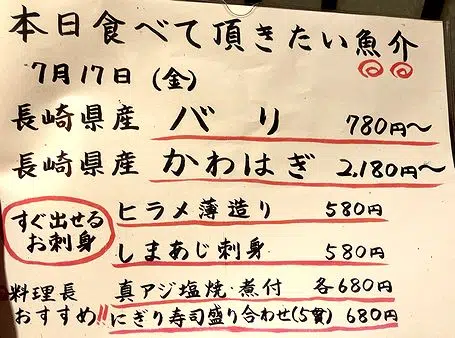 本日食べて頂きたい魚介
7月17日(金)
長崎県産 バリ 780円〜
長崎県産 かわはぎ 2,180円〜
すぐ出せる
お刺身
ヒラメ薄造り 580円
しまあじ刺身 580円
料理長
おすすめ!!
真アジ塩焼・煮付 各680円
にぎり寿司盛り合わせ(5貫) 680円